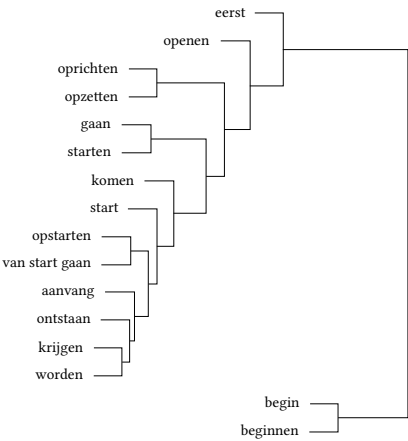 eerst
openen
oprichten
opzetten
gaan
starten
komen
start
opstarten
van start gaan
aanvang
ontstaan
krijgen
worden
begin
beginnen